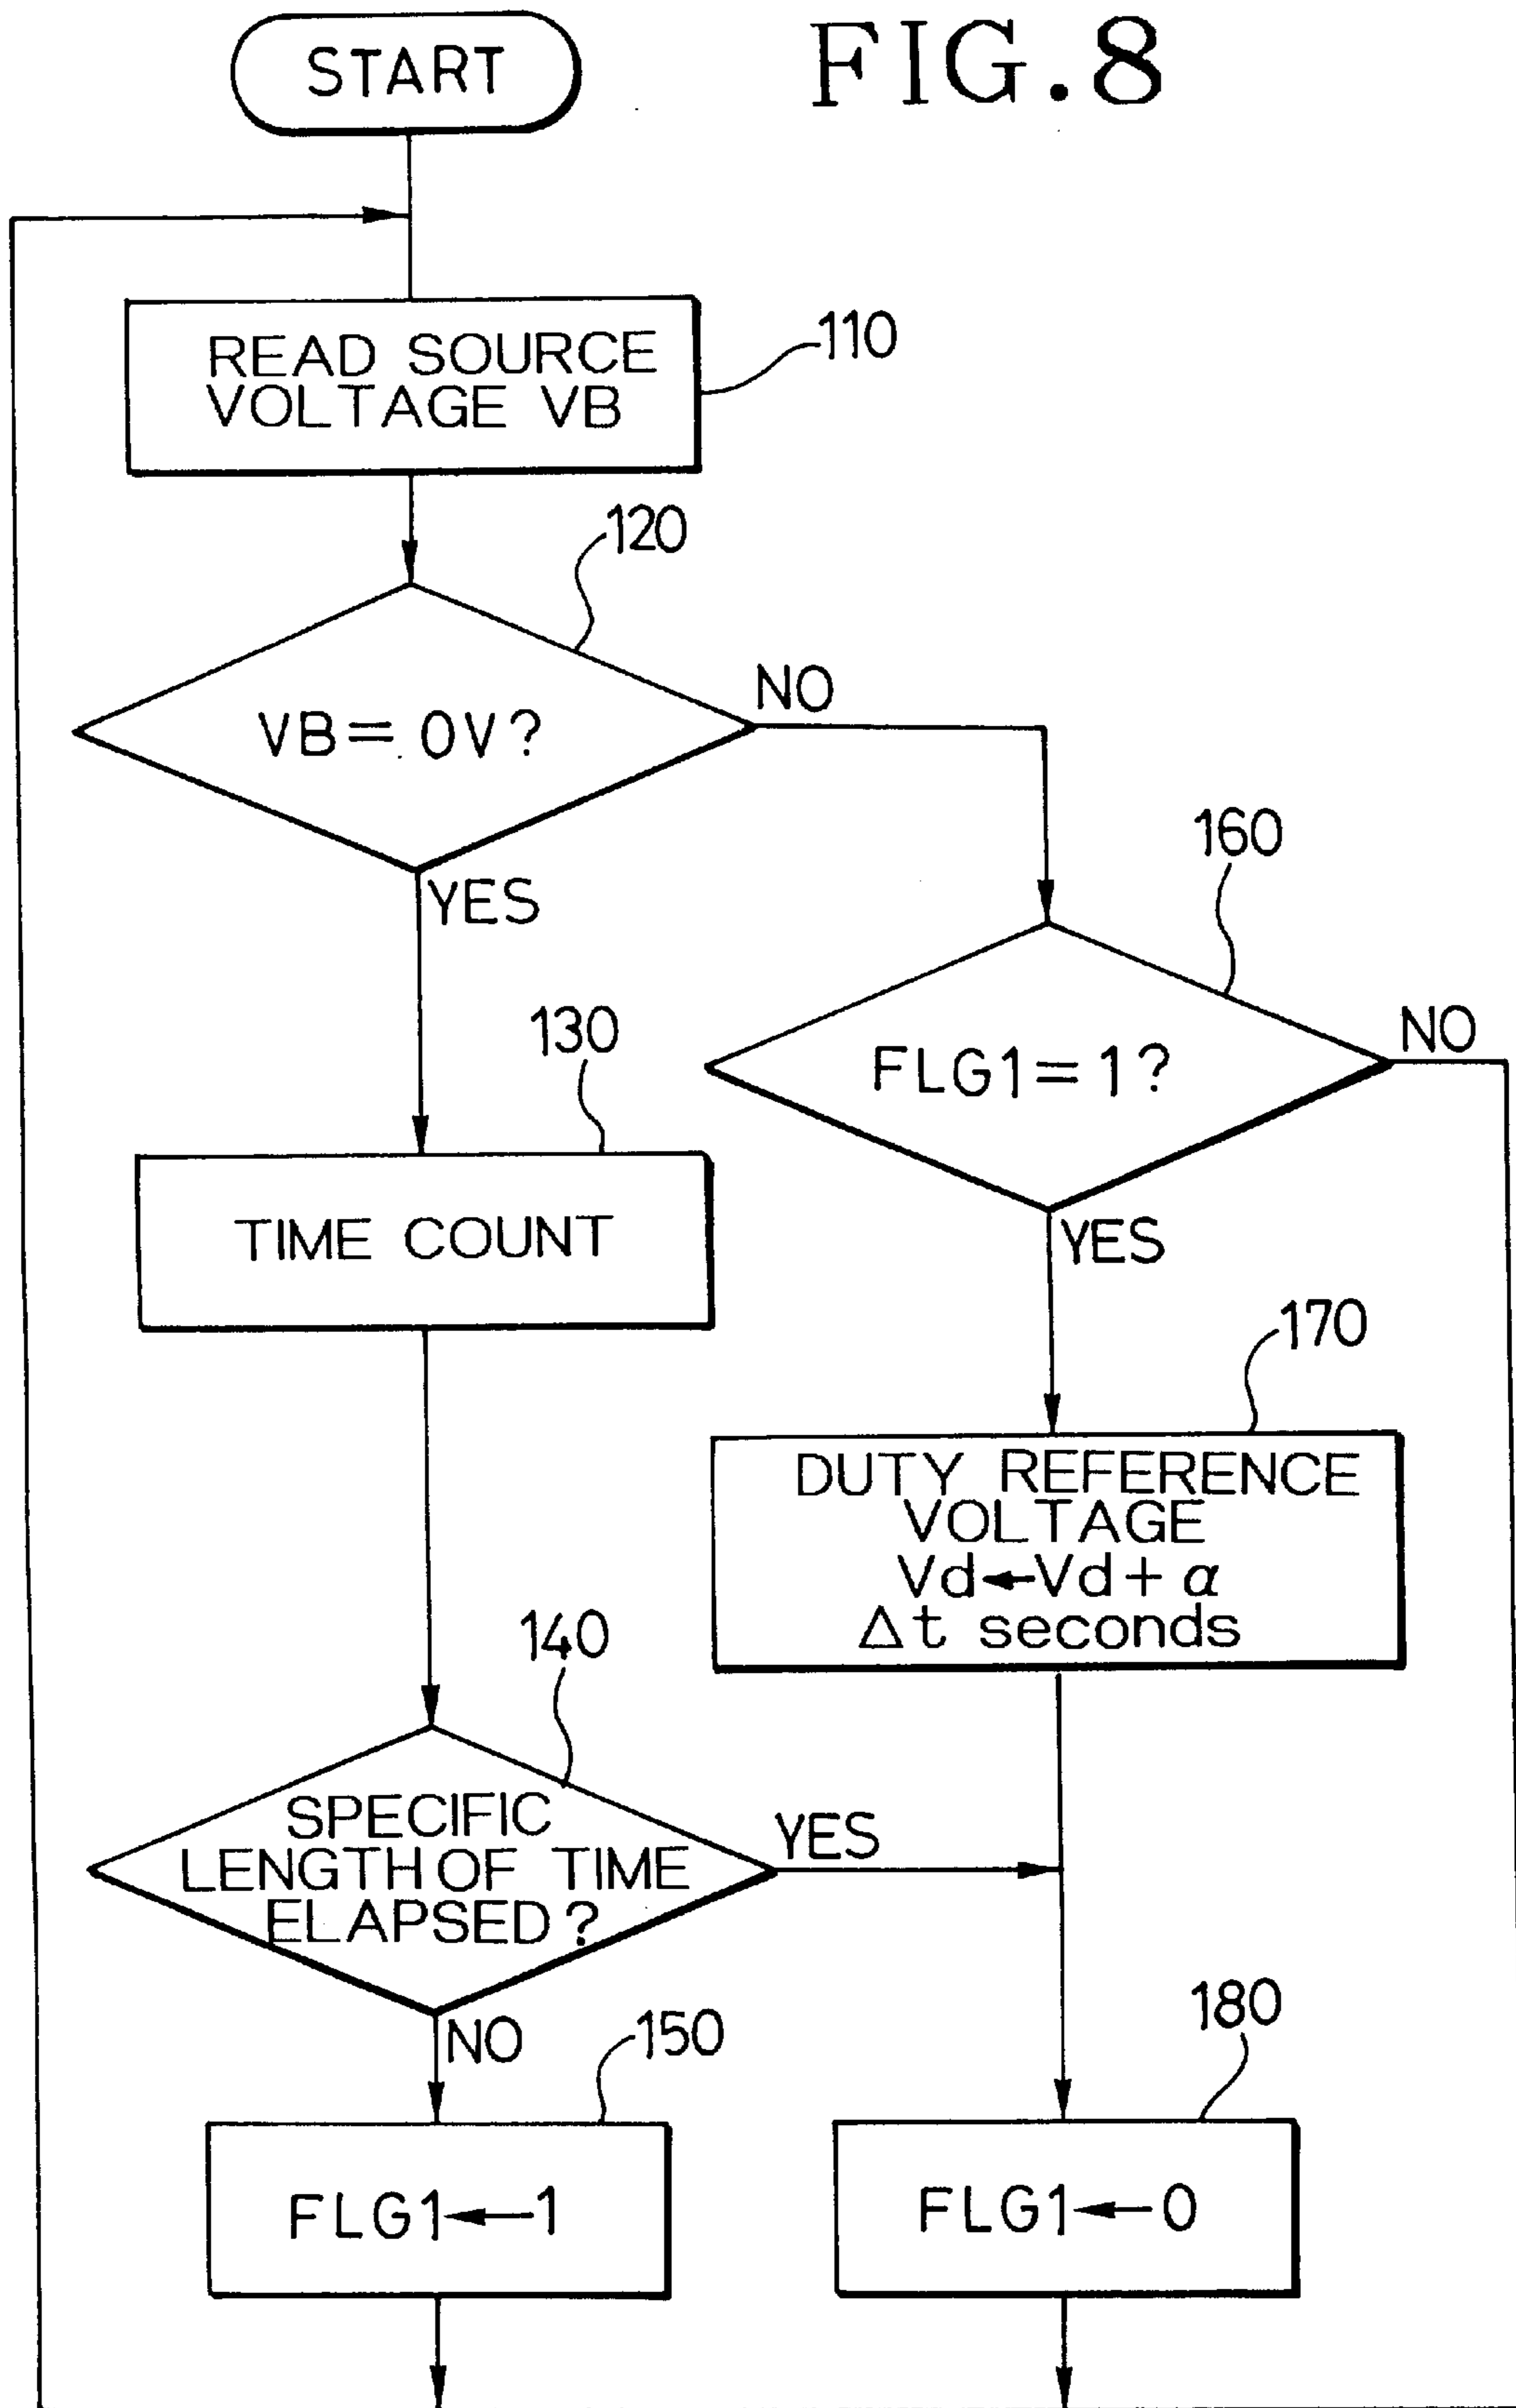 FIG.8
START
READ SOURCE
VOLTAGE VB
110
120
VB = 0V?
NO
YES
160
FLG1 = 1?
NO
YES
130
TIME COUNT
170
DUTY REFERENCE
VOLTAGE
Vd←Vd + α
Δt seconds
140
SPECIFIC
LENGTH OF TIME
ELAPSED?
YES
NO
150
FLG1←1
180
FLG1←0